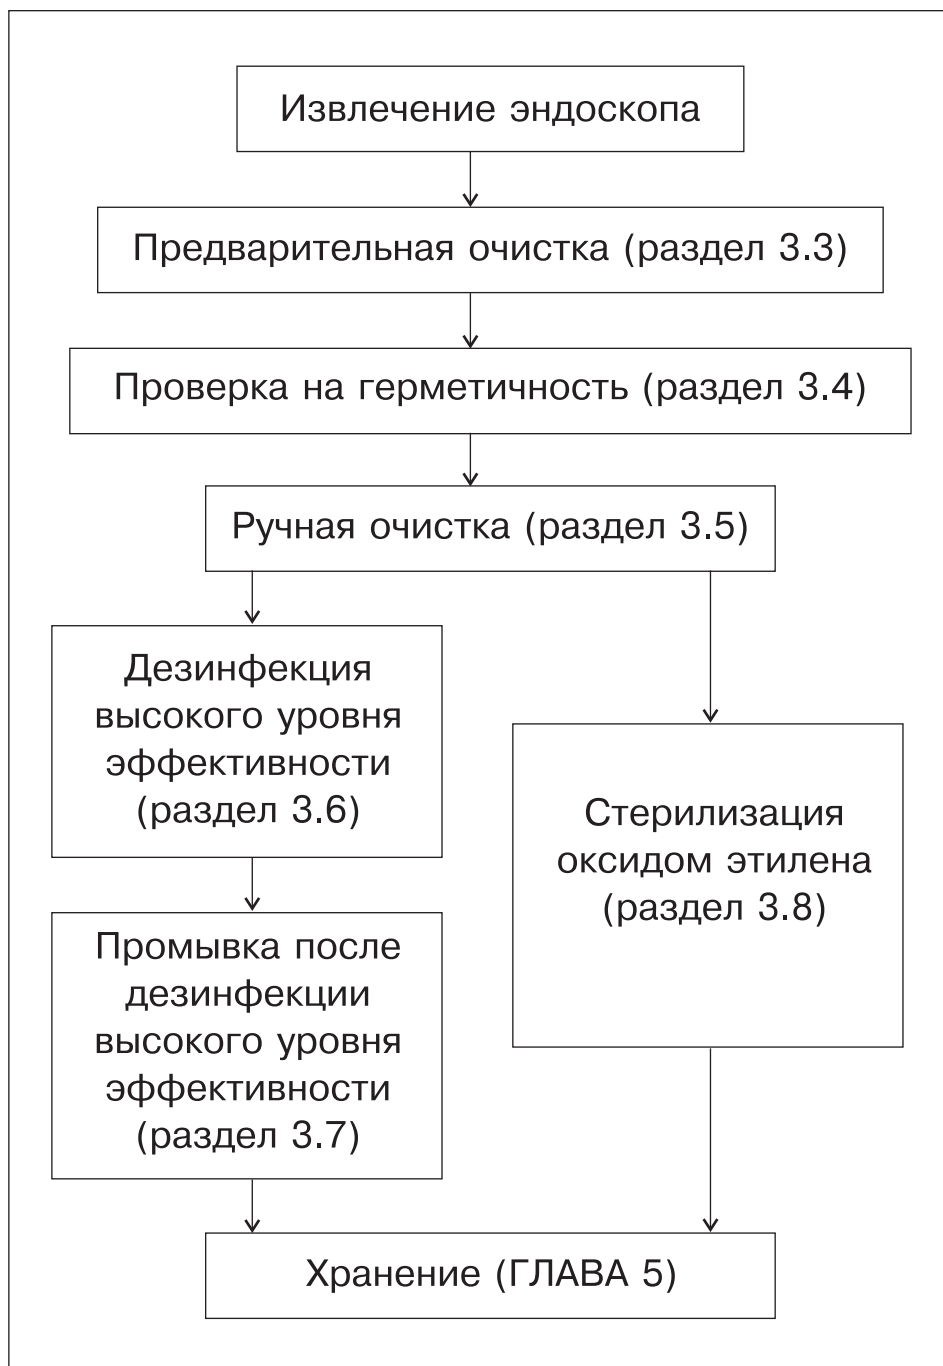 Извлечение эндоскопа
Предварительная очистка (раздел 3.3)
Проверка на герметичность (раздел 3.4)
Ручная очистка (раздел 3.5)
Дезинфекция
высокого уровня
эффективности
(раздел 3.6)
Стерилизация
оксидом этилена
(раздел 3.8)
Промывка после
дезинфекции
высокого уровня
эффективности
(раздел 3.7)
Хранение (ГЛАВА 5)